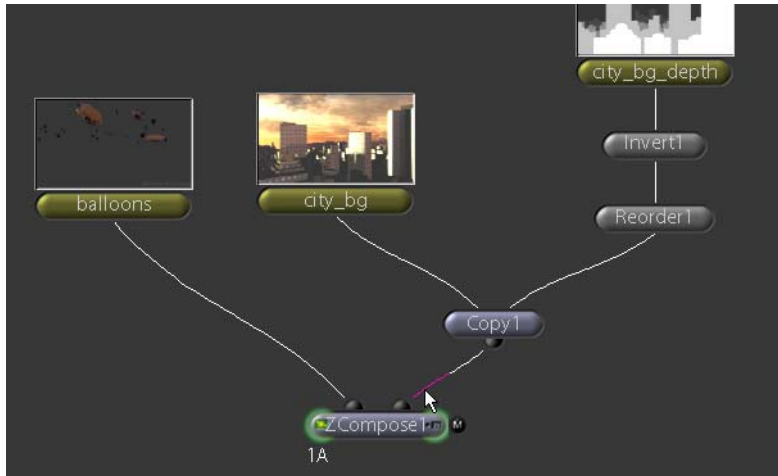 city_bg_depth
Invert1
balloons
city_bg
Reorder1
Copy1
ZCompose1
M
1A